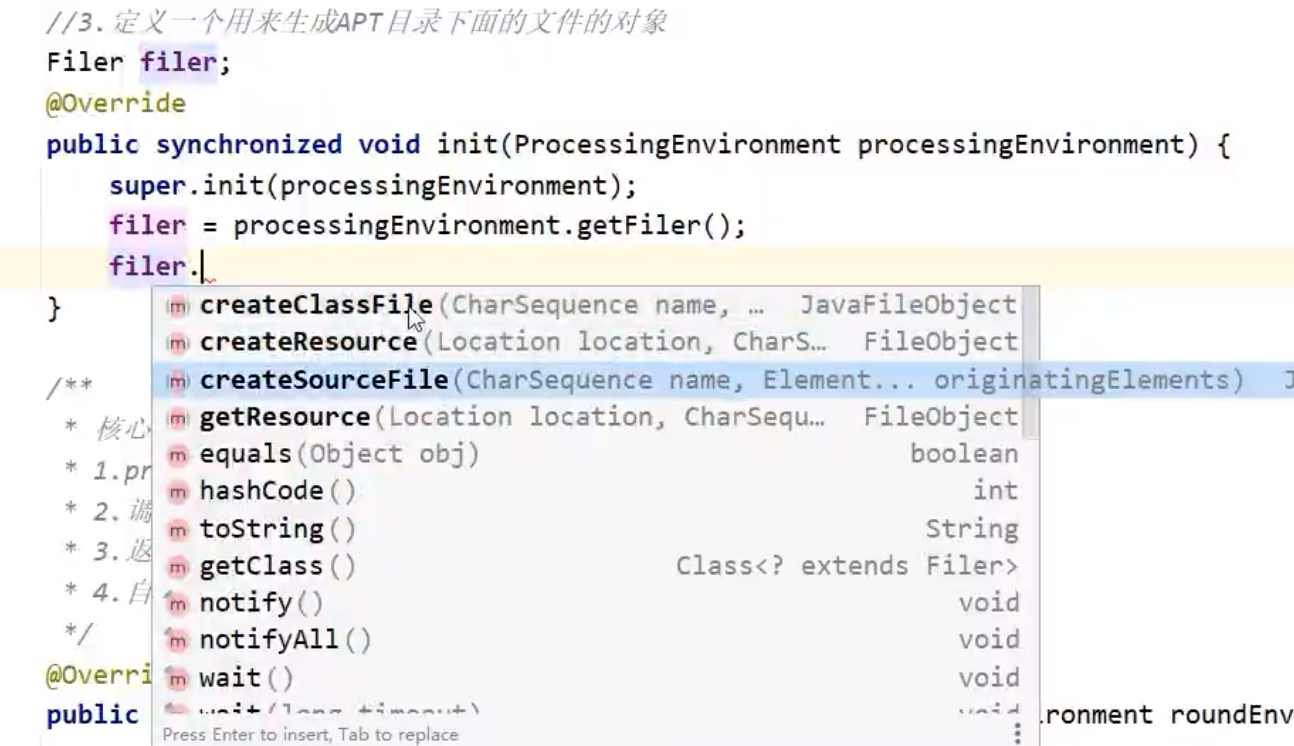 //3.定义一个用来生成APT目录下面的文件的对象
Filer filer;
@Override
public synchronized void init(ProcessingEnvironment processingEnvironment) {
super.init(processingEnvironment);
filer = processingEnvironment.getFiler();
filer.
createClassFile(CharSequence name, … JavaFileObject
}
createResource(Location location, CharS… FileObject
/**
createSourceFile(CharSequence name, Element... originatingElements) J
* 核心
getResource(Location location, CharSequ… FileObject
equals(Object obj) boolean
* 1.pr
hashCode() int
* 2.调
toString() String
* 3.返
getClass() Class<? extends Filer>
* 4.自
notify() void
*/
notifyAll() void
@Overri
wait() void
public
wait(long timeout) void
ronment roundEnv
Press Enter to insert, Tab to replace